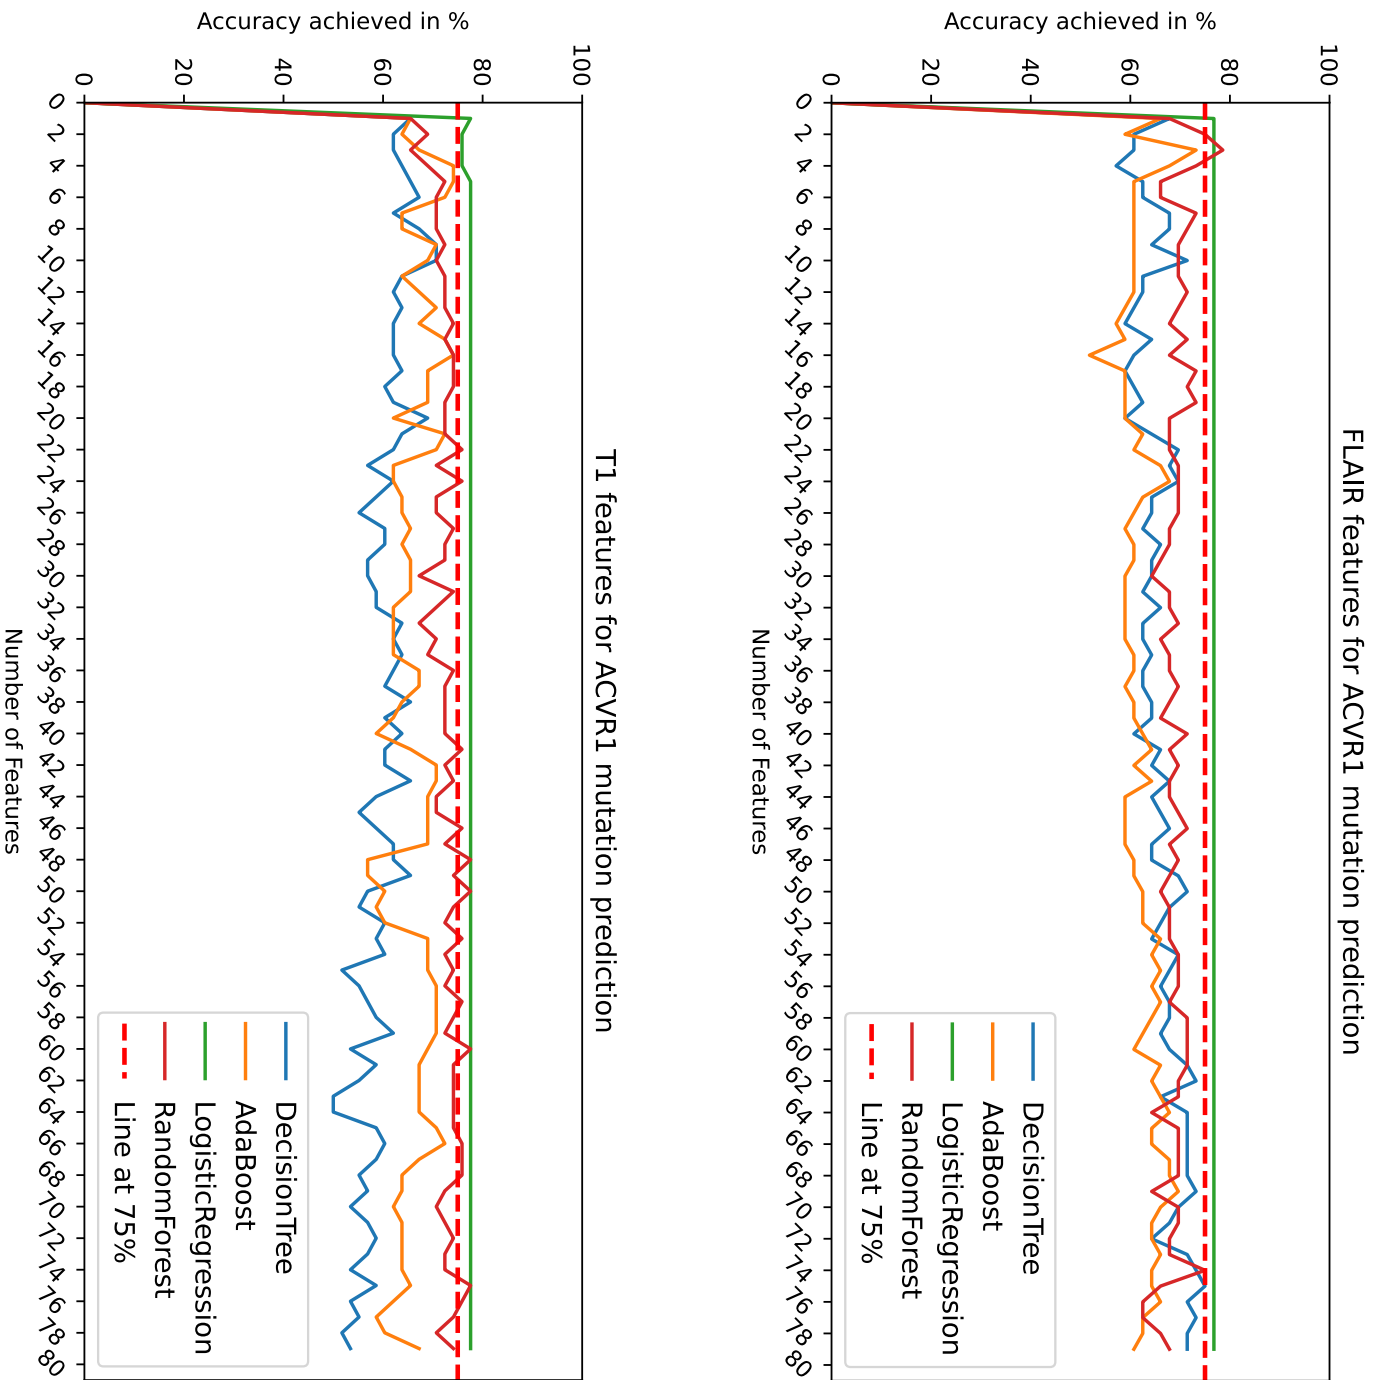 FLAIR features for ACVR1 mutation prediction
Accuracy achieved in %
100
80
60
40
20
0
0 2 4 6 8 10 12 14 16 18 20 22 24 26 28 30 32 34 36 38 40 42 44 46 48 50 52 54 56 58 60 62 64 66 68 70 72 74 76 78 80
Number of Features
DecisionTree
AdaBoost
LogisticRegression
RandomForest
Line at 75%
T1 features for ACVR1 mutation prediction
Accuracy achieved in %
100
80
60
40
20
0
0 2 4 6 8 10 12 14 16 18 20 22 24 26 28 30 32 34 36 38 40 42 44 46 48 50 52 54 56 58 60 62 64 66 68 70 72 74 76 78 80
Number of Features
DecisionTree
AdaBoost
LogisticRegression
RandomForest
Line at 75%